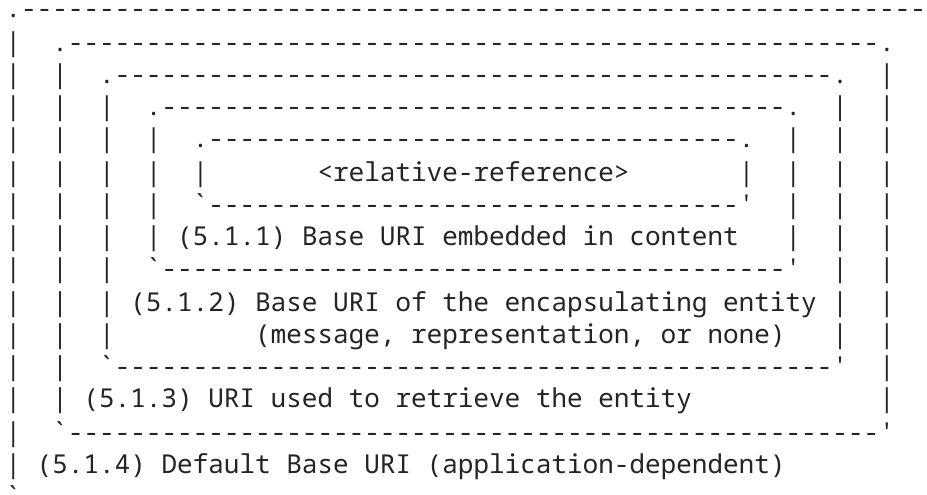 <relative-reference>
(5.1.1) Base URI embedded in content
(5.1.2) Base URI of the encapsulating entity
(message, representation, or none)
(5.1.3) URI used to retrieve the entity
(5.1.4) Default Base URI (application-dependent)